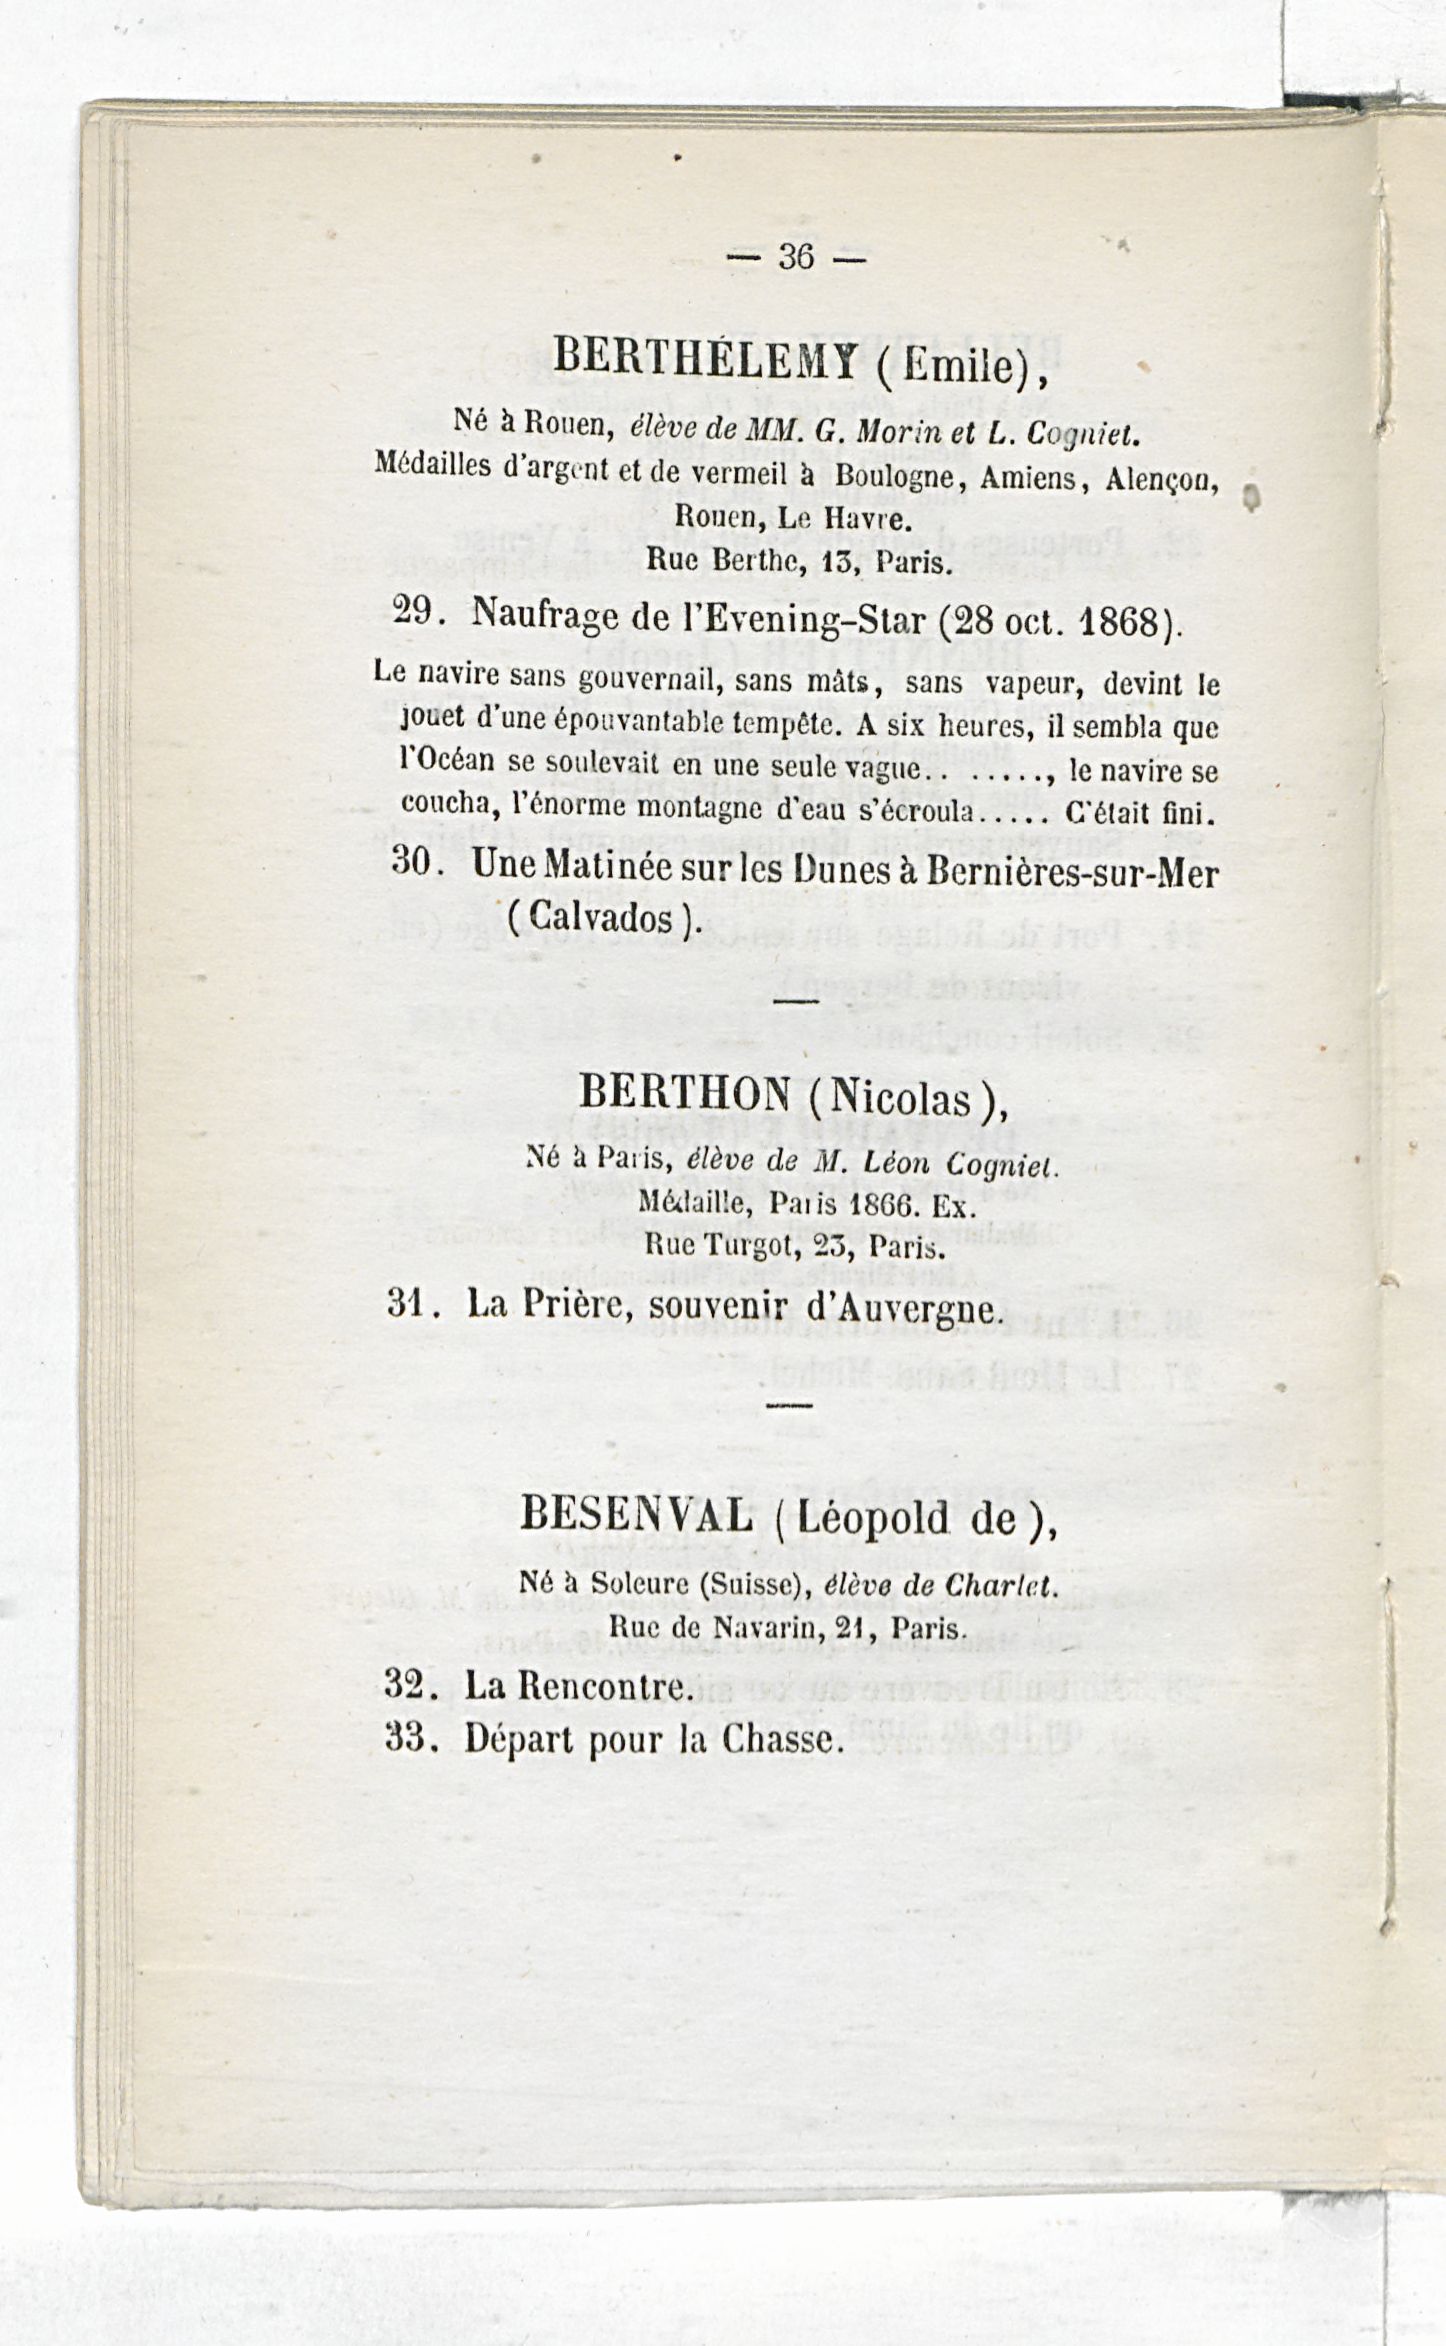 — 36 —
BERTHÉLEMY (Emile),
Né à Rouen, élève de MM. G. Morin et L. Cogniet.
Médailles d'argent et de vermeil à Boulogne, Amiens, Alençon,
Rouen, Le Havre.
Rue Berthe, 13, Paris.
29. Naufrage de l'Evening-Star (28 oct. 1868).
Le navire sans gouvernail, sans mâts, sans vapeur, devint le
jouet d'une épouvantable tempête. A six heures, il sembla que
l'Océan se soulevait en une seule vague.. ......, le navire se
coucha, l'énorme montagne d'eau s'écroula..... C'était fini.
30. Une Matinée sur les Dunes à Bernières-sur-Mer
(Calvados).
—
BERTHON (Nicolas),
Né à Paris, élève de M. Léon Cogniet.
Médaille, Paris 1866. Ex.
Rue Turgot, 23, Paris.
31. La Prière, souvenir d'Auvergne.
—
BESENVAL (Léopold de),
Né à Soleure (Suisse), élève de Charlet.
Rue de Navarin, 21, Paris.
32. La Rencontre.
33. Départ pour la Chasse.